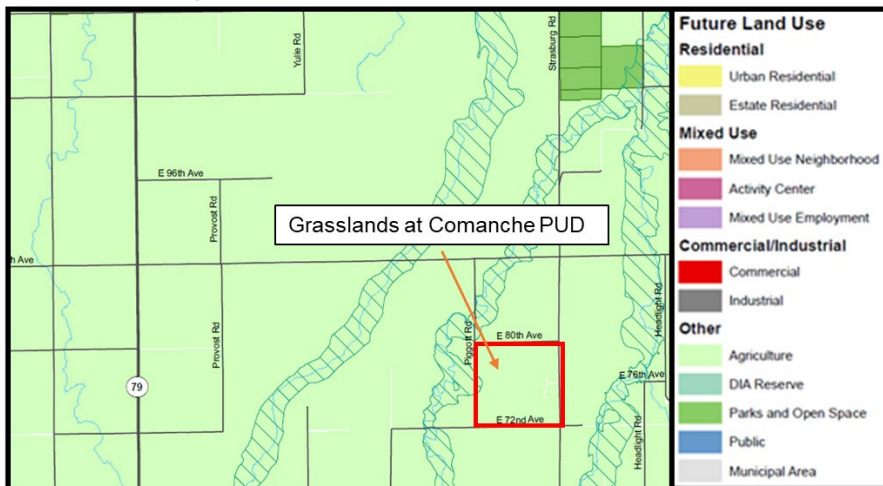 Yulie Rd
Strasburg Rd
E 96th Ave
Provost Rd
Grasslands at Comanche PUD
h Ave
Headlight Rd
Provost Rd
Piggott Rd
E 80th Ave
E 76th Ave
79
E 72nd Ave
Headlight Rd
Future Land Use
Residential
Urban Residential
Estate Residential
Mixed Use
Mixed Use Neighborhood
Activity Center
Mixed Use Employment
Commercial/Industrial
Commercial
Industrial
Other
Agriculture
DIA Reserve
Parks and Open Space
Public
Municipal Area